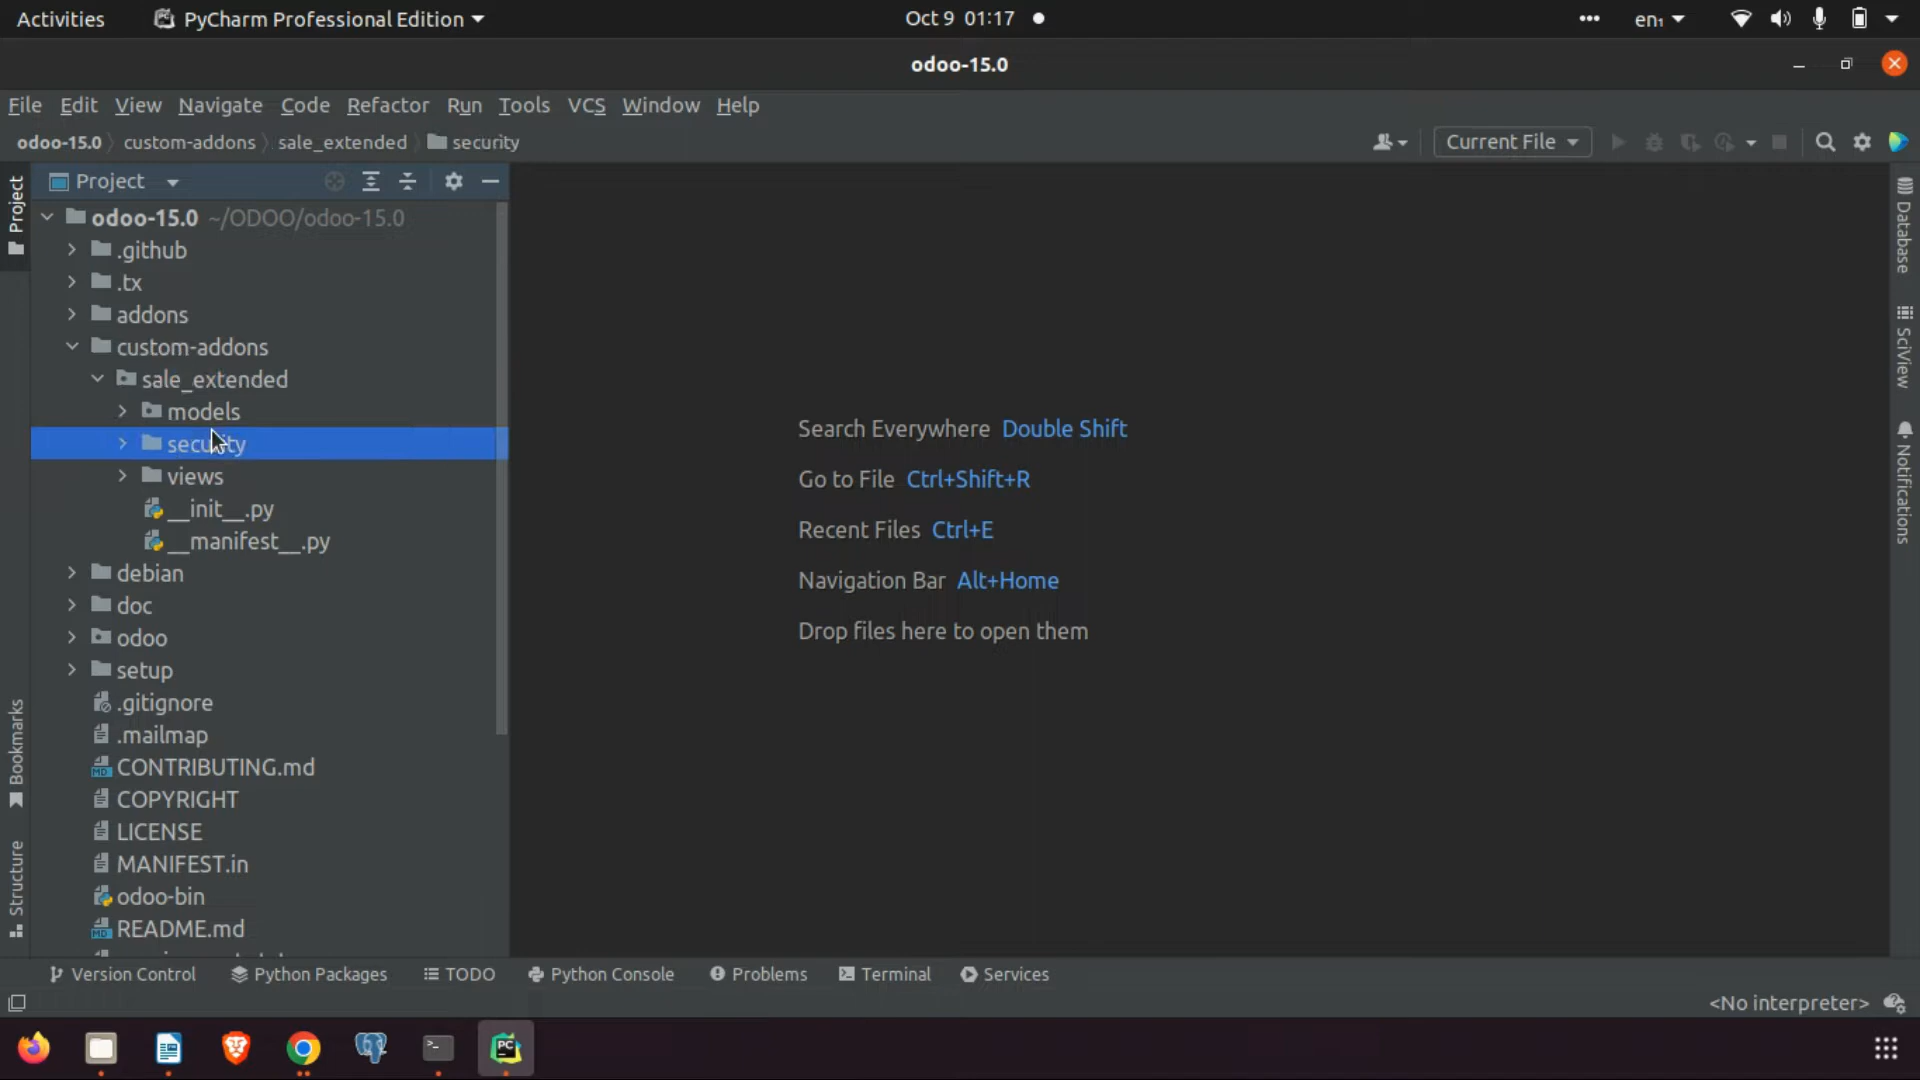 Activities PyCharm Professional Edition Oct 9 01:17 en₁
odoo-15.0
File Edit View Navigate Code Refactor Run Tools VCS Window Help
odoo-15.0 custom-addons sale_extended security Current File
Project
Project
odoo-15.0 ~/ODOO/odoo-15.0
.github
.tx
addons
custom-addons
sale_extended
models
security
views
__init__.py
__manifest__.py
debian
doc
odoo
setup
.gitignore
.mailmap
CONTRIBUTING.md
COPYRIGHT
LICENSE
MANIFEST.in
odoo-bin
README.md
Bookmarks
Structure
Search Everywhere Double Shift
Go to File Ctrl+Shift+R
Recent Files Ctrl+E
Navigation Bar Alt+Home
Drop files here to open them
Database
SciView
Notifications
Version Control Python Packages TODO Python Console Problems Terminal Services
<No interpreter>
PC